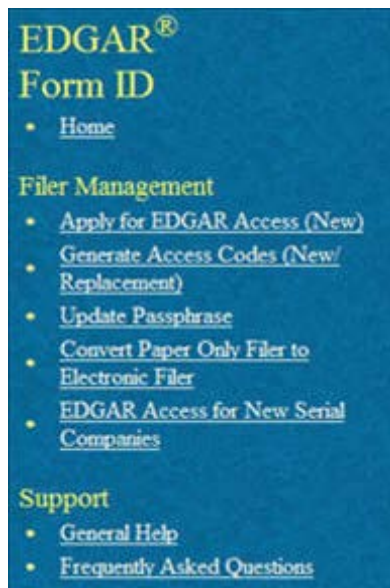 EDGAR®
Form ID
• Home
Filer Management
• Apply for EDGAR Access (New)
• Generate Access Codes (New/
Replacement)
• Update Passphrase
• Convert Paper Only Filer to
Electronic Filer
• EDGAR Access for New Serial
Companies
Support
• General Help
• Frequently Asked Questions